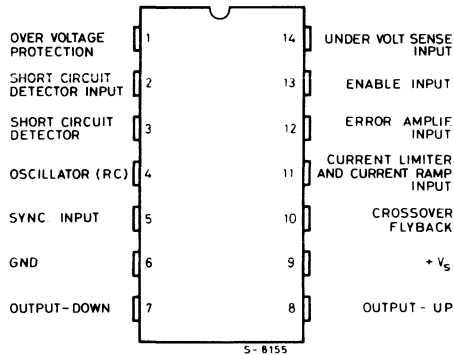 OVER VOLTAGE
PROTECTION
1
SHORT CIRCUIT
DETECTOR INPUT
2
SHORT CIRCUIT
DETECTOR
3
OSCILLATOR (RC)
4
SYNC. INPUT
5
GND
6
OUTPUT-DOWN
7
14
UNDER VOLT SENSE
INPUT
13
ENABLE INPUT
12
ERROR AMPLIF.
INPUT
11
CURRENT LIMITER
AND CURRENT RAMP
INPUT
10
CROSSOVER
FLYBACK
9
+ Vs
8
OUTPUT - UP
S - 8155